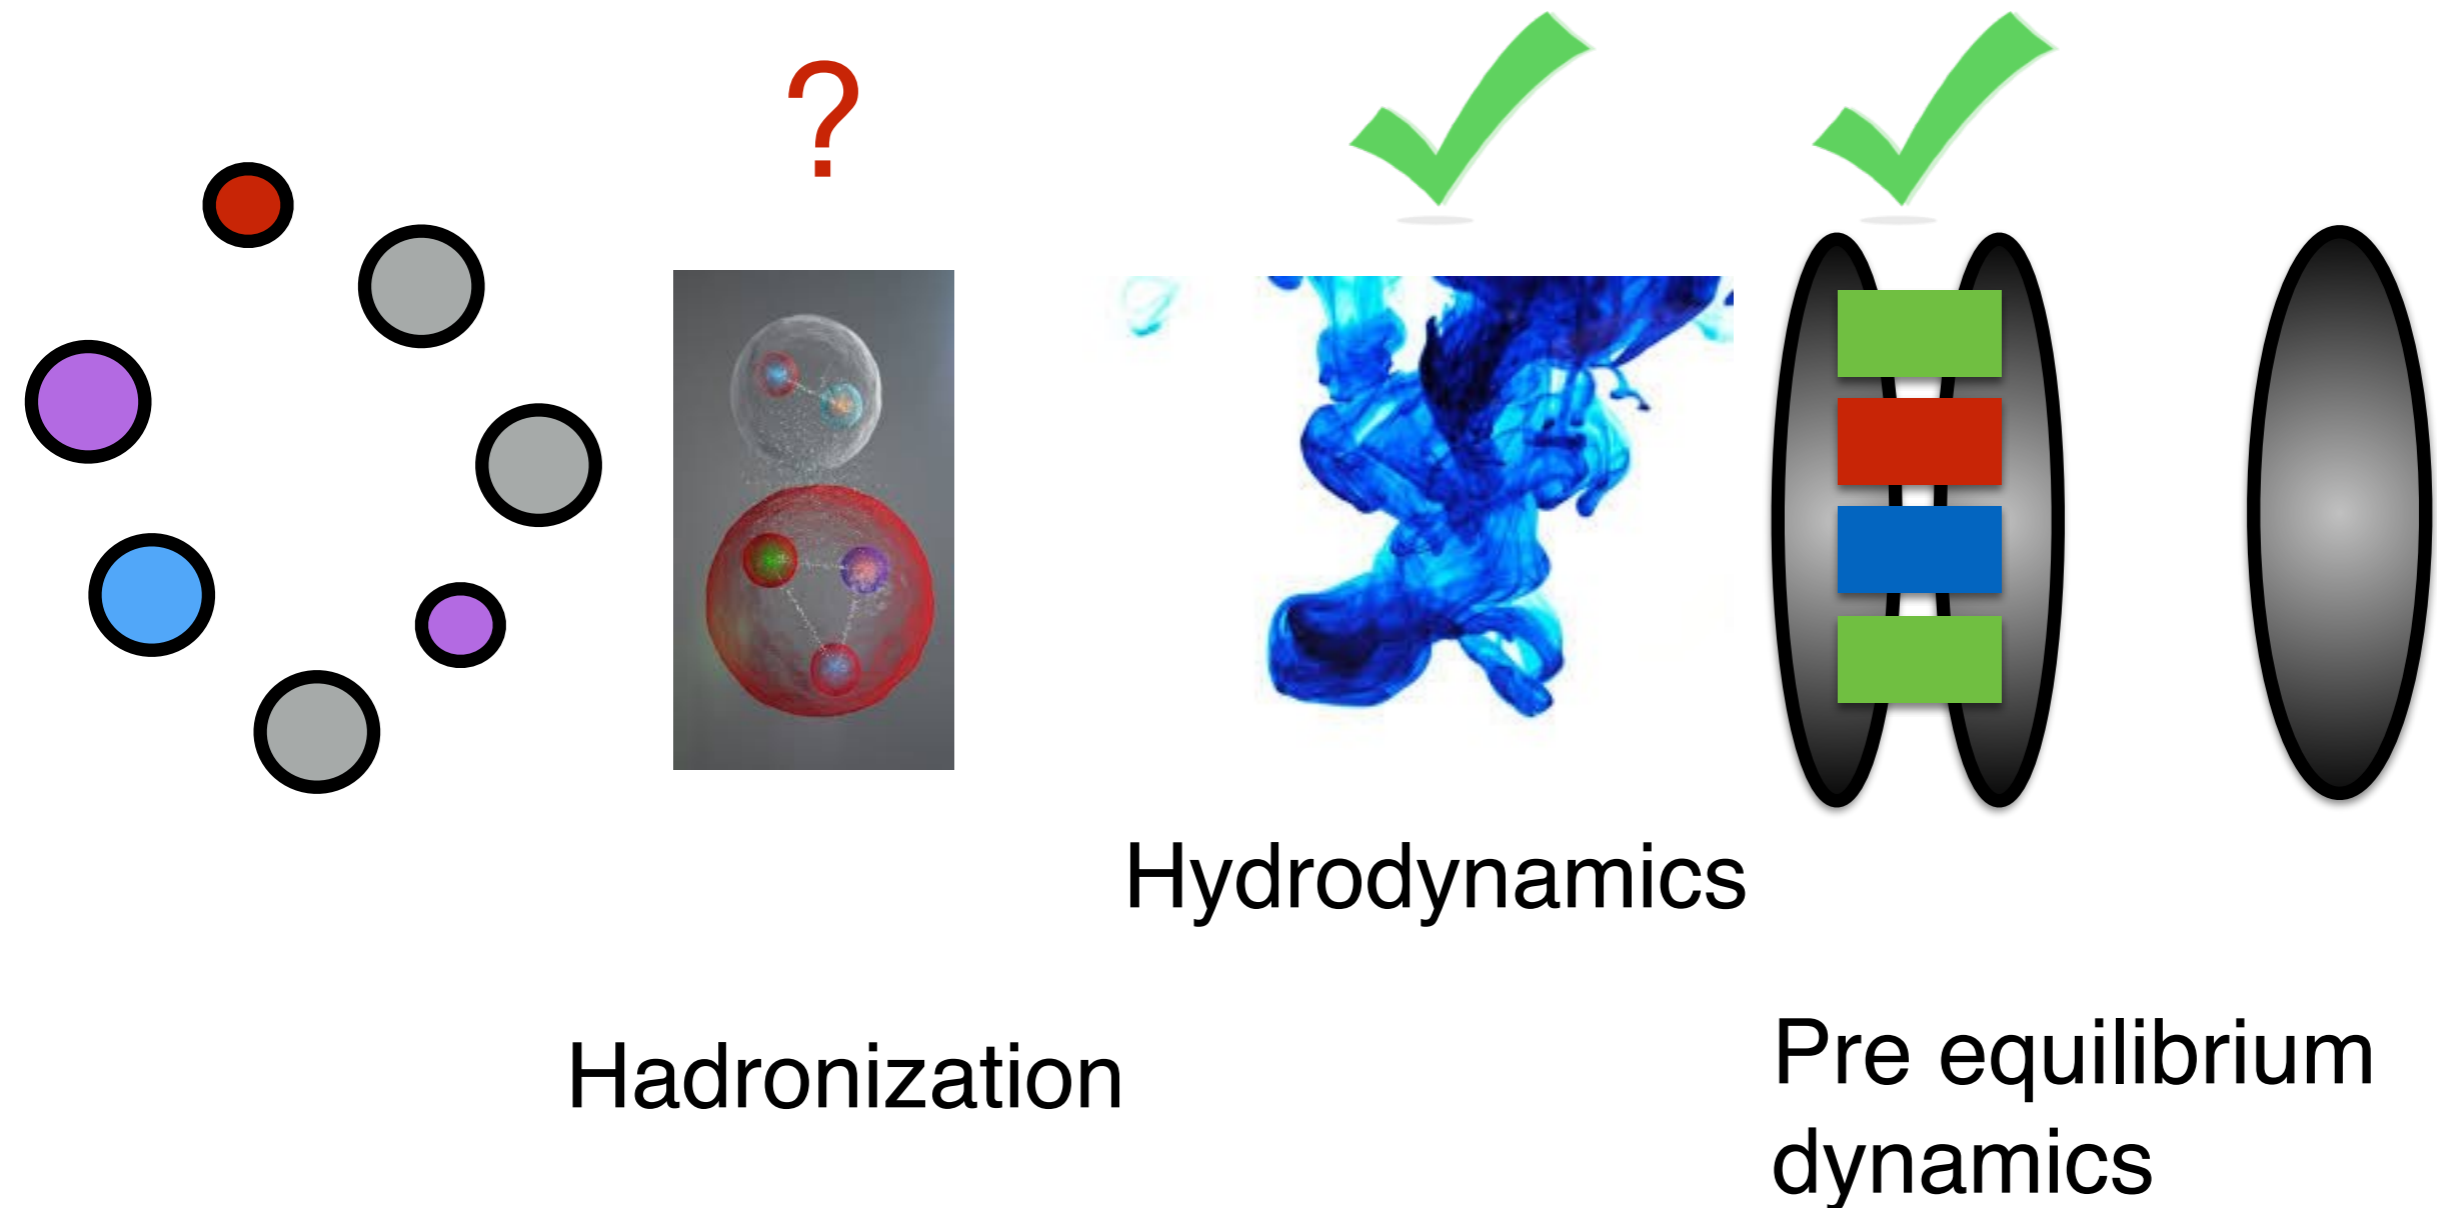 ?
Hydrodynamics
Hadronization
Pre equilibrium
dynamics